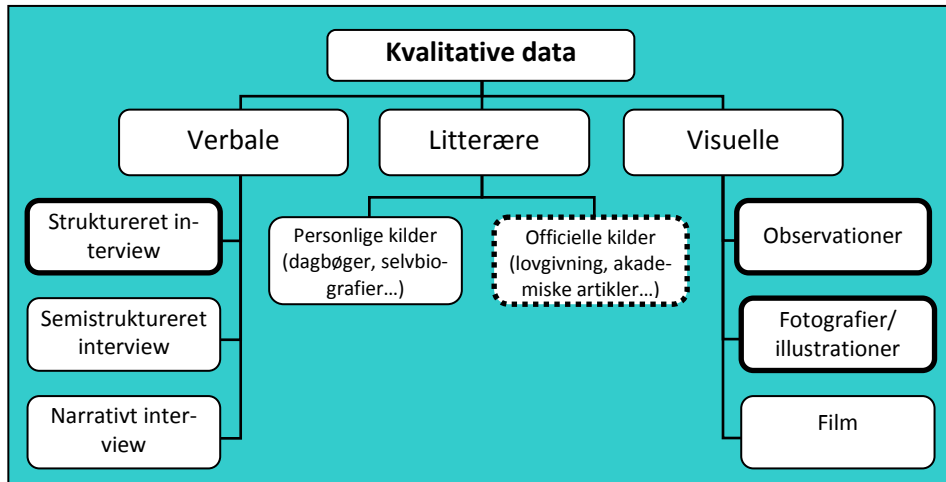 Kvalitative data
Verbale
Litterære
Visuelle
Struktureret in-
terview
Semistruktureret
interview
Narrativt inter-
view
Personlige kilder
(dagbøger, selvbio-
grafier...)
Officielle kilder
(lovgivning, akade-
miske artikler...)
Observationer
Fotografier/
illustrationer
Film